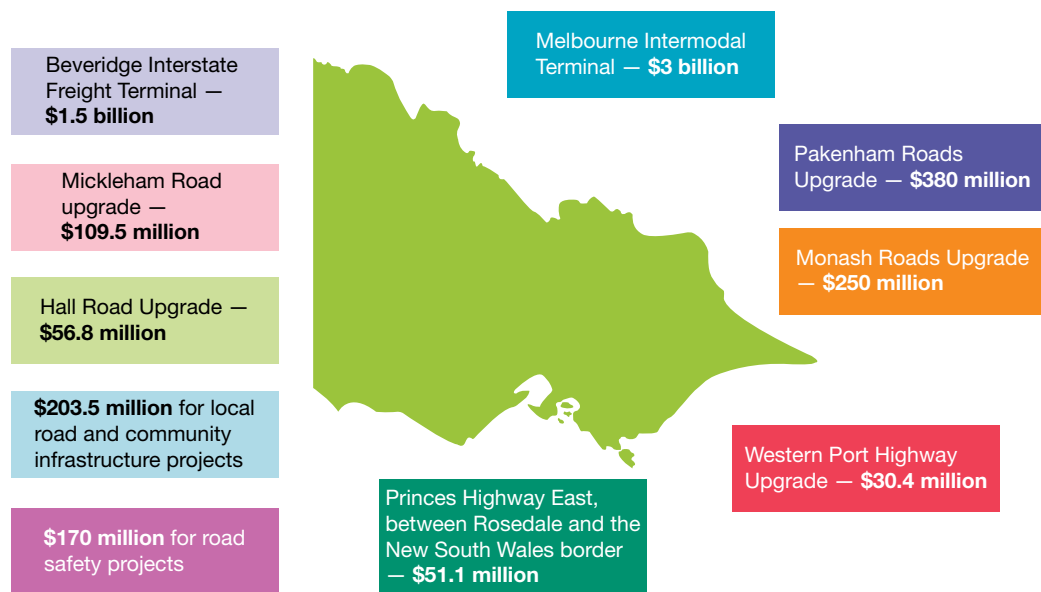 Beveridge Interstate
Freight Terminal —
$1.5 billion
Mickleham Road
upgrade —
$109.5 million
Hall Road Upgrade —
$56.8 million
$203.5 million for local
road and community
infrastructure projects
$170 million for road
safety projects
Melbourne Intermodal
Terminal — $3 billion
Pakenham Roads
Upgrade — $380 million
Monash Roads Upgrade
— $250 million
Western Port Highway
Upgrade — $30.4 million
Princes Highway East,
between Rosedale and the
New South Wales border
— $51.1 million